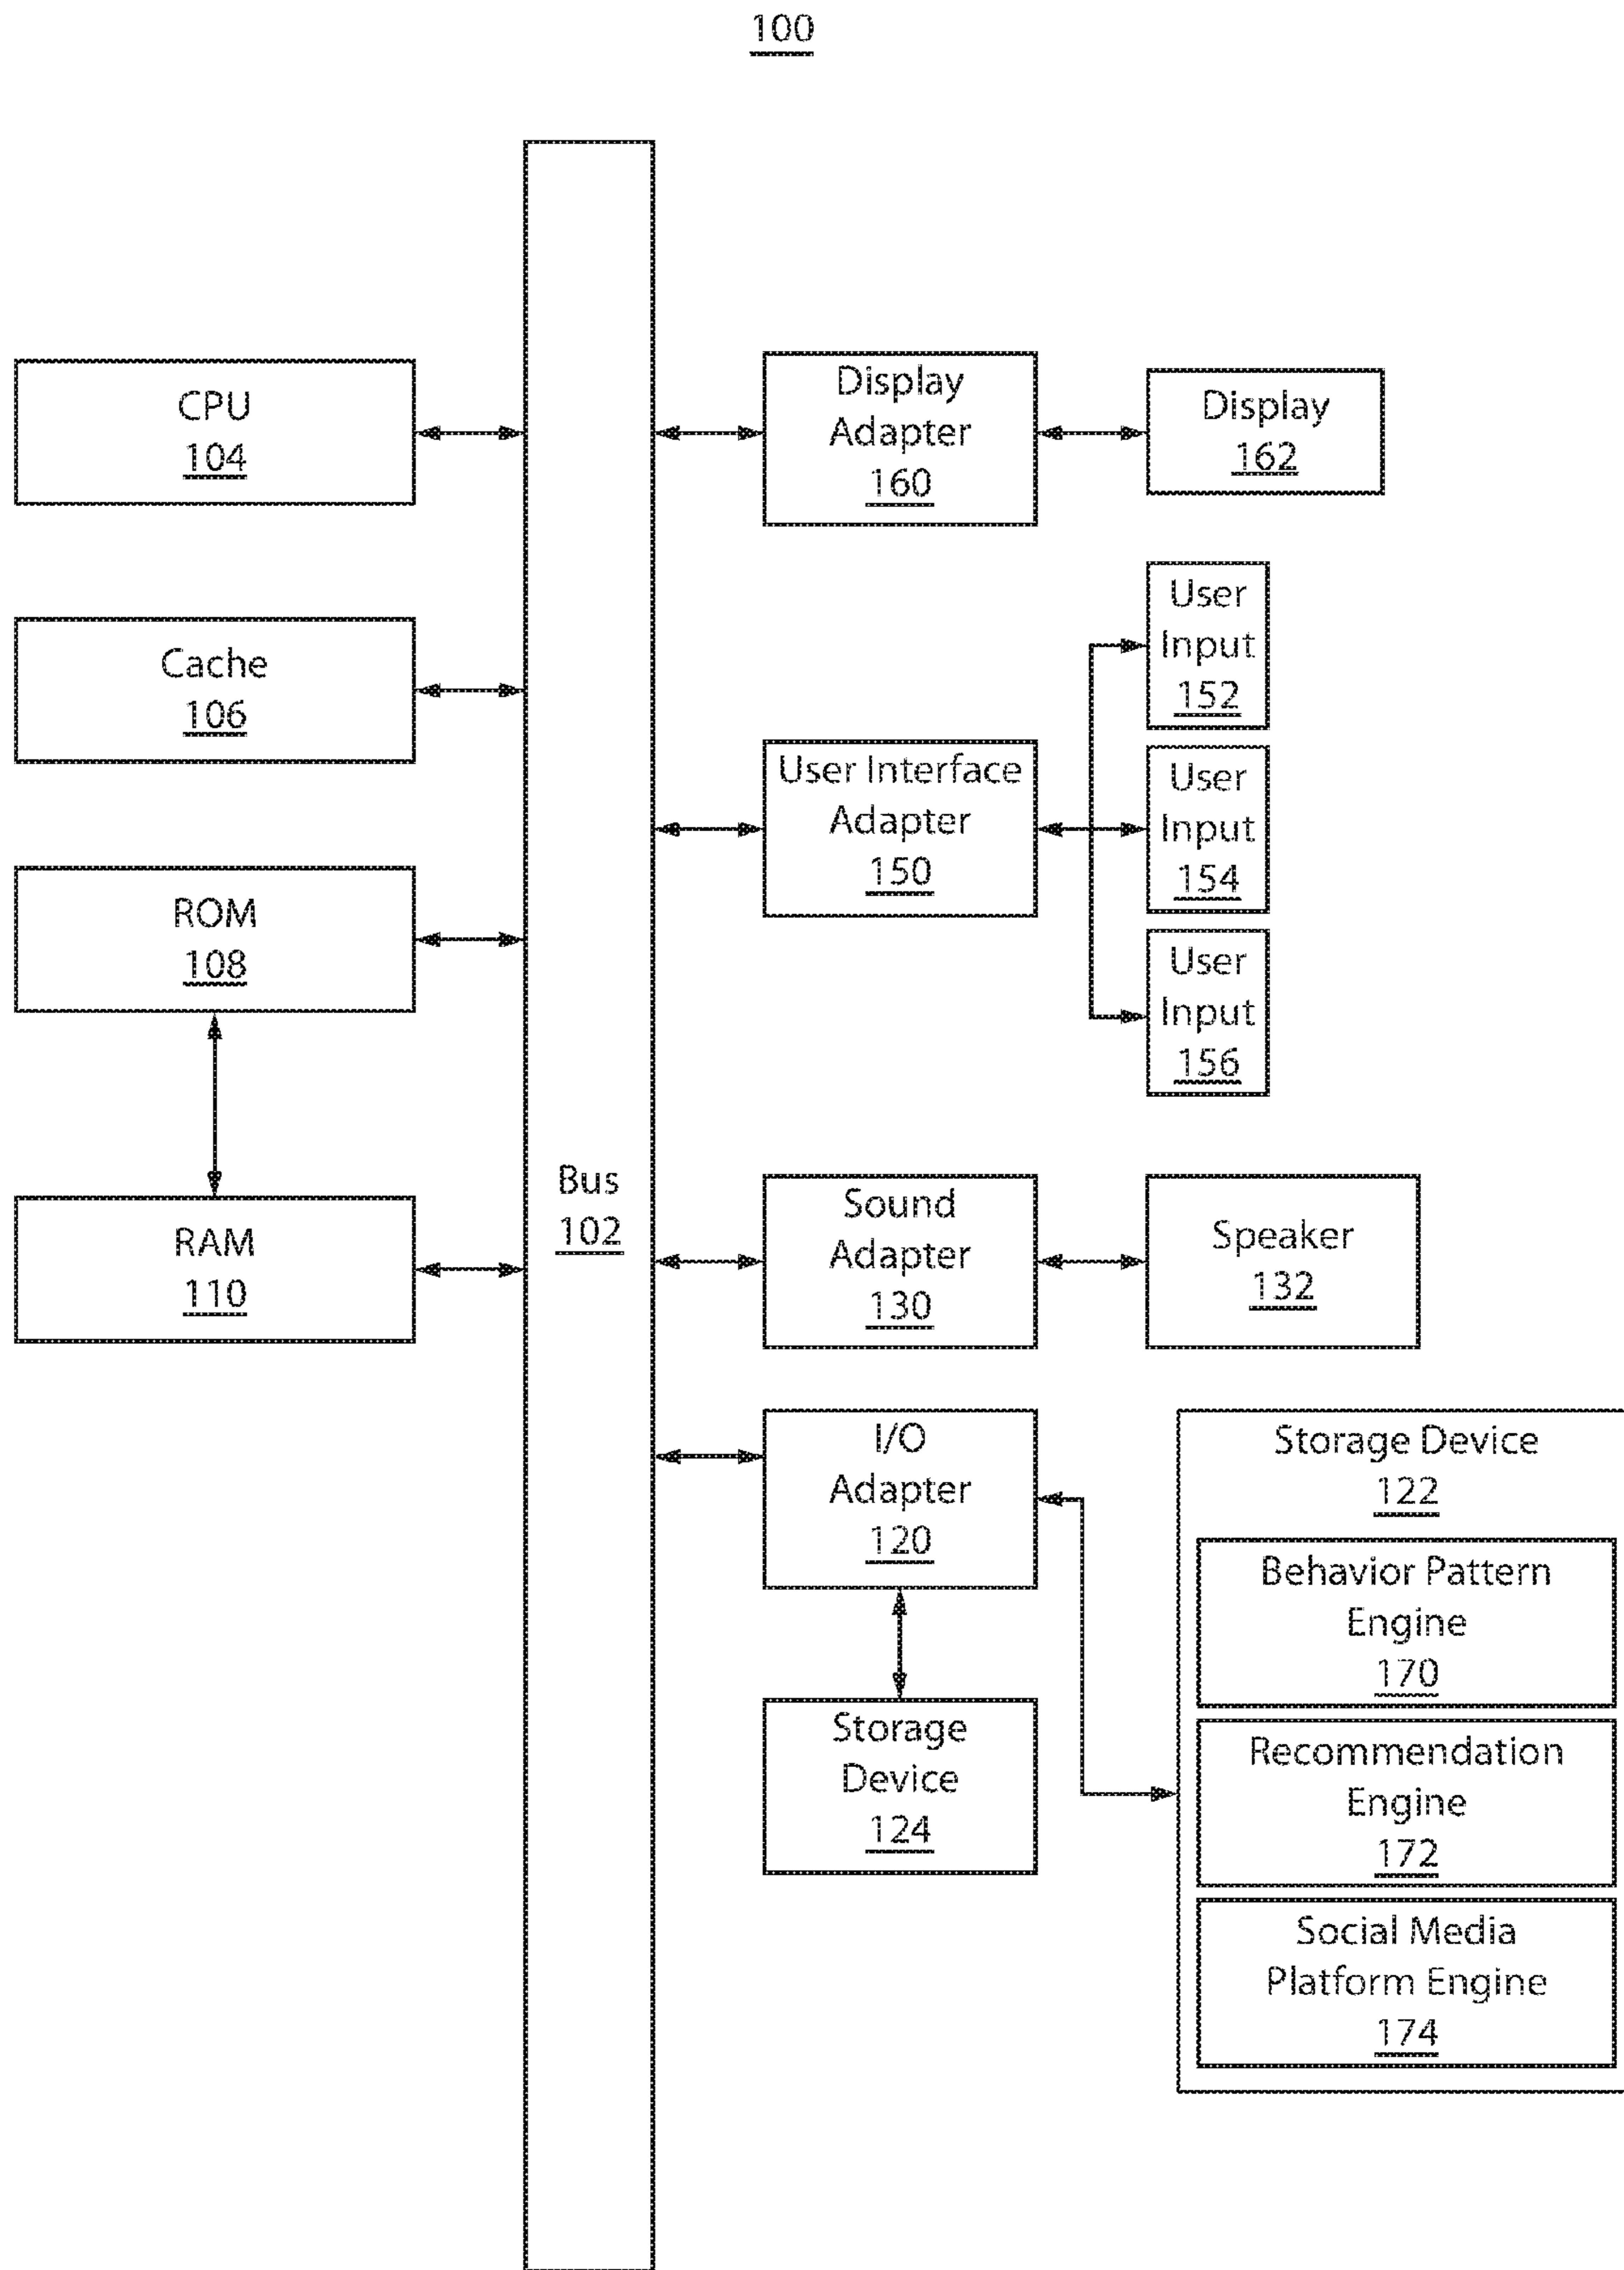 100
CPU
104
Cache
106
ROM
108
RAM
110
Bus
102
Display
Adapter
160
Display
162
User Interface
Adapter
150
User
Input
152
User
Input
154
User
Input
156
Sound
Adapter
130
Speaker
132
I/O
Adapter
120
Storage
Device
124
Storage Device
122
Behavior Pattern
Engine
170
Recommendation
Engine
172
Social Media
Platform Engine
174